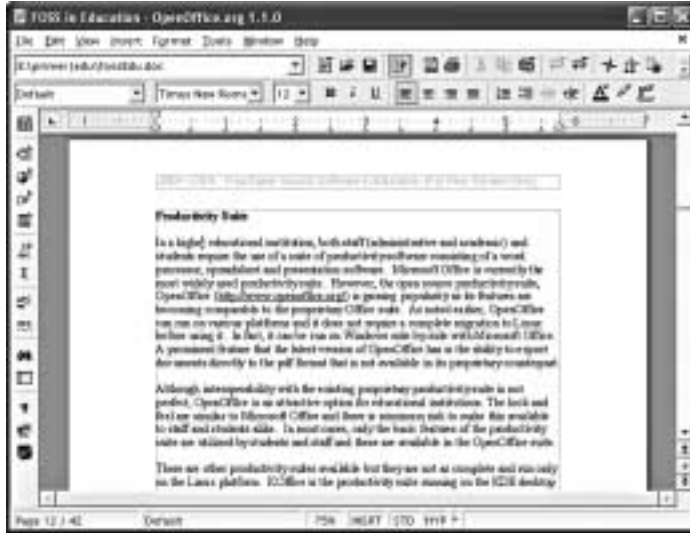 FOSS in Education - OpenOffice.org 1.1.0
File Edit View Insert Format Tools Window Help
Default Times New Roma 12 B i U
Productivity Suite
In a higher educational institution, both staff (administrative and academic) and
students require the use of a suite of productivity software consisting of a word
processor, spreadsheet and presentation software. Microsoft Office is currently the
most widely used productivity suite. However, the open source productivity suite,
OpenOffice (http://www.openoffice.org/) is gaining popularity as its features are
becoming comparable to the proprietary Office suite. As noted earlier, OpenOffice
can run on various platforms and it does not require a complete migration to Linux
before using it. In fact, it can be run on Windows side by side with Microsoft Office.
A prominent feature that the latest version of OpenOffice has is the ability to export
documents directly to the pdf format that is not available in its proprietary counterpart.
Although interoperability with the existing proprietary productivity suite is not
perfect, OpenOffice is an attractive option for educational institutions. The look and
feel are similar to Microsoft Office and there is minimum risk to make this available
to staff and students alike. In most cases, only the basic features of the productivity
suite are utilized by students and staff and these are available in the OpenOffice suite.
There are other productivity suites available but they are not as complete and run only
on the Linux platform. KOffice is the productivity suite running on the KDE desktop
Page 12 / 42 Default 75% INSRT STD HYP